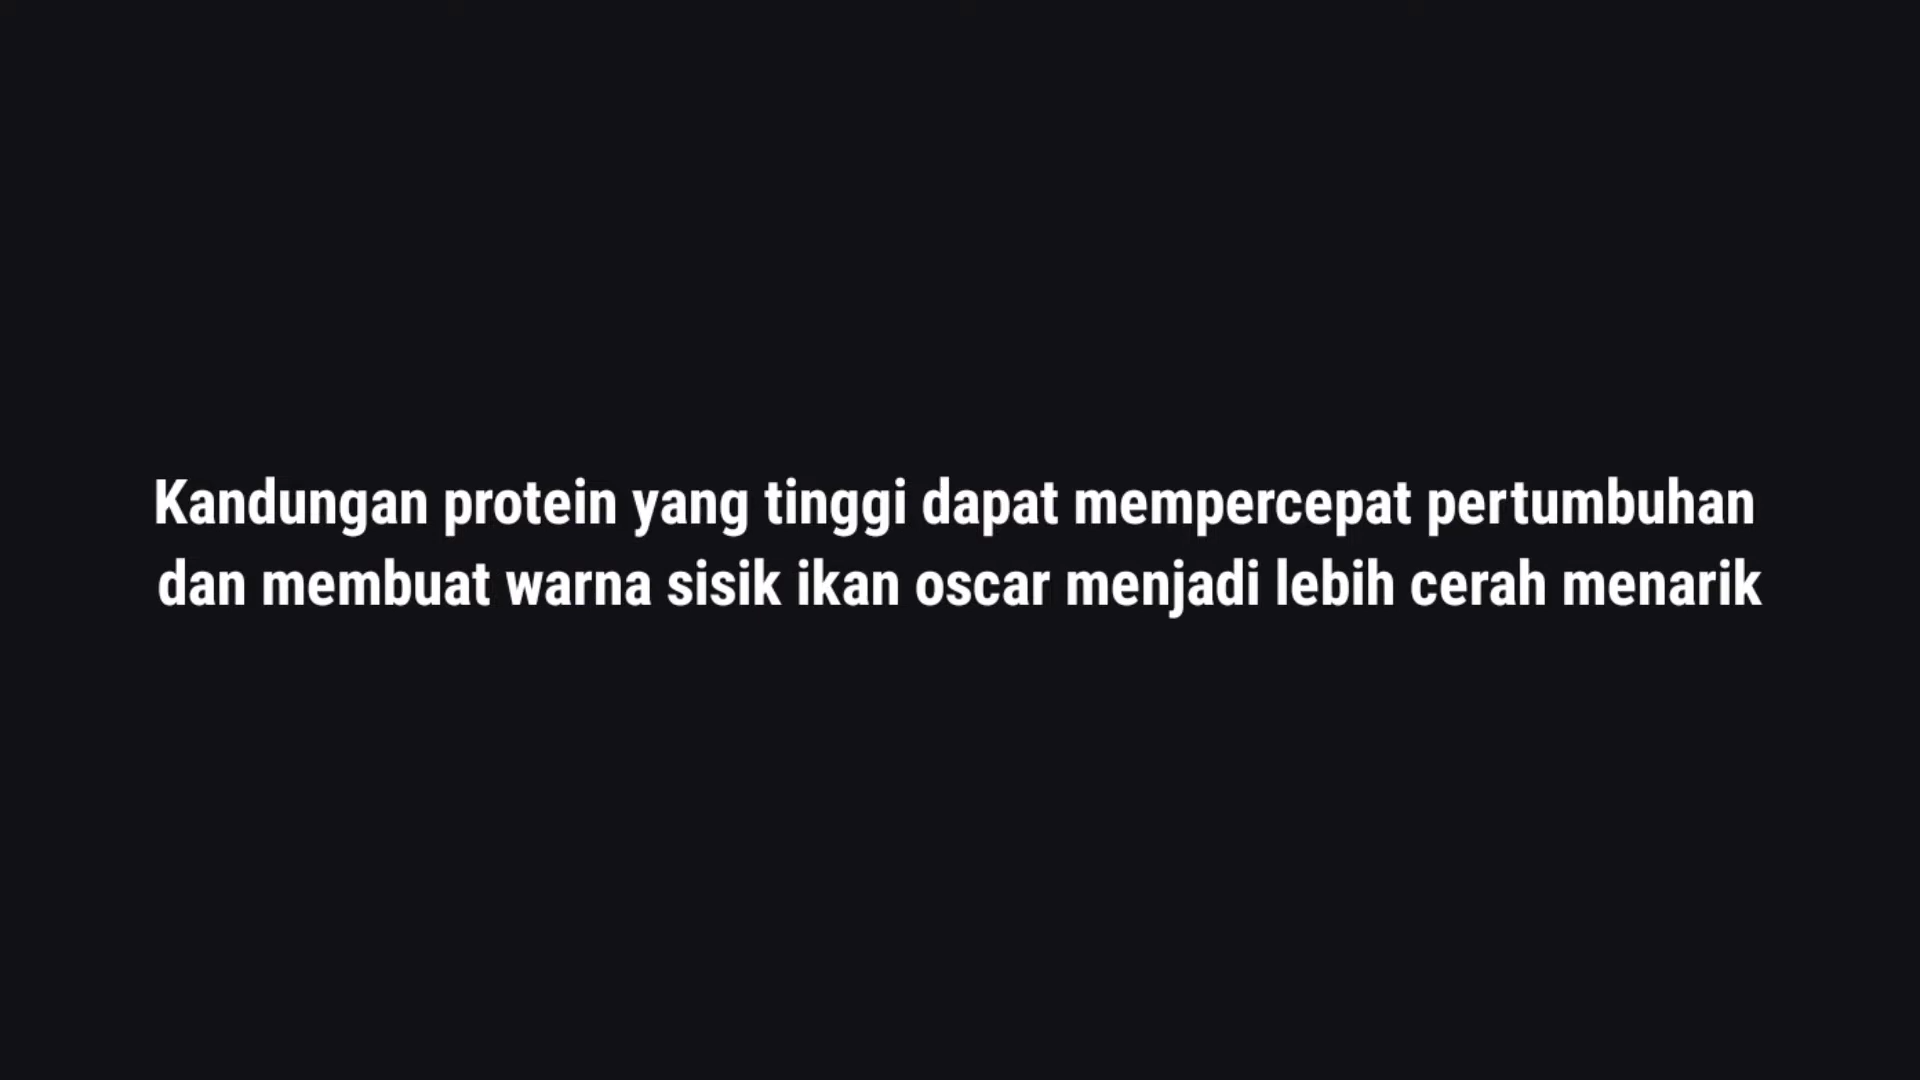 Kandungan protein yang tinggi dapat mempercepat pertumbuhan
dan membuat warna sisik ikan oscar menjadi lebih cerah menarik